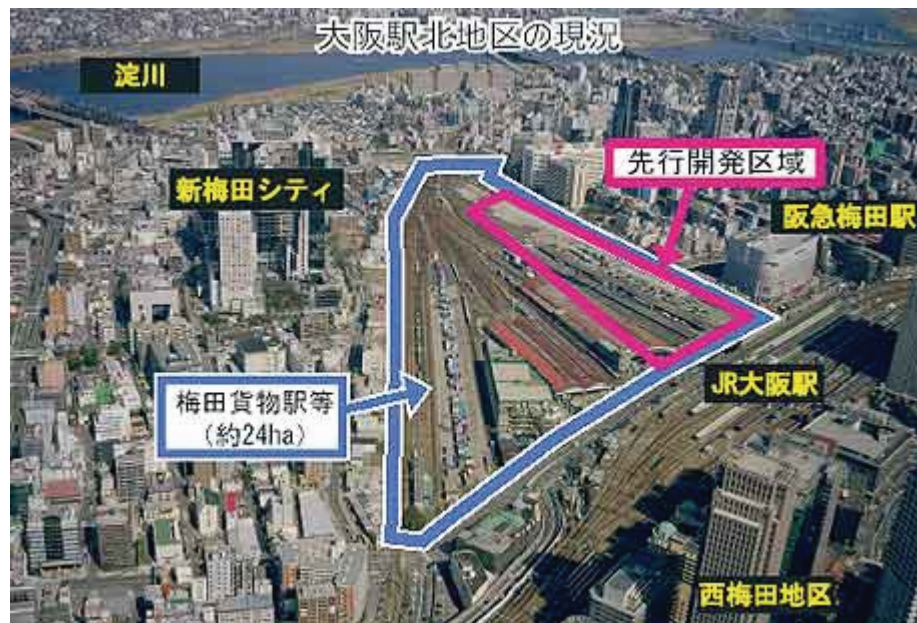 大阪駅北地区の現況
淀川
先行開発区域
新梅田シティ
阪急梅田駅
JR大阪駅
梅田貨物駅等
(約24ha)
西梅田地区